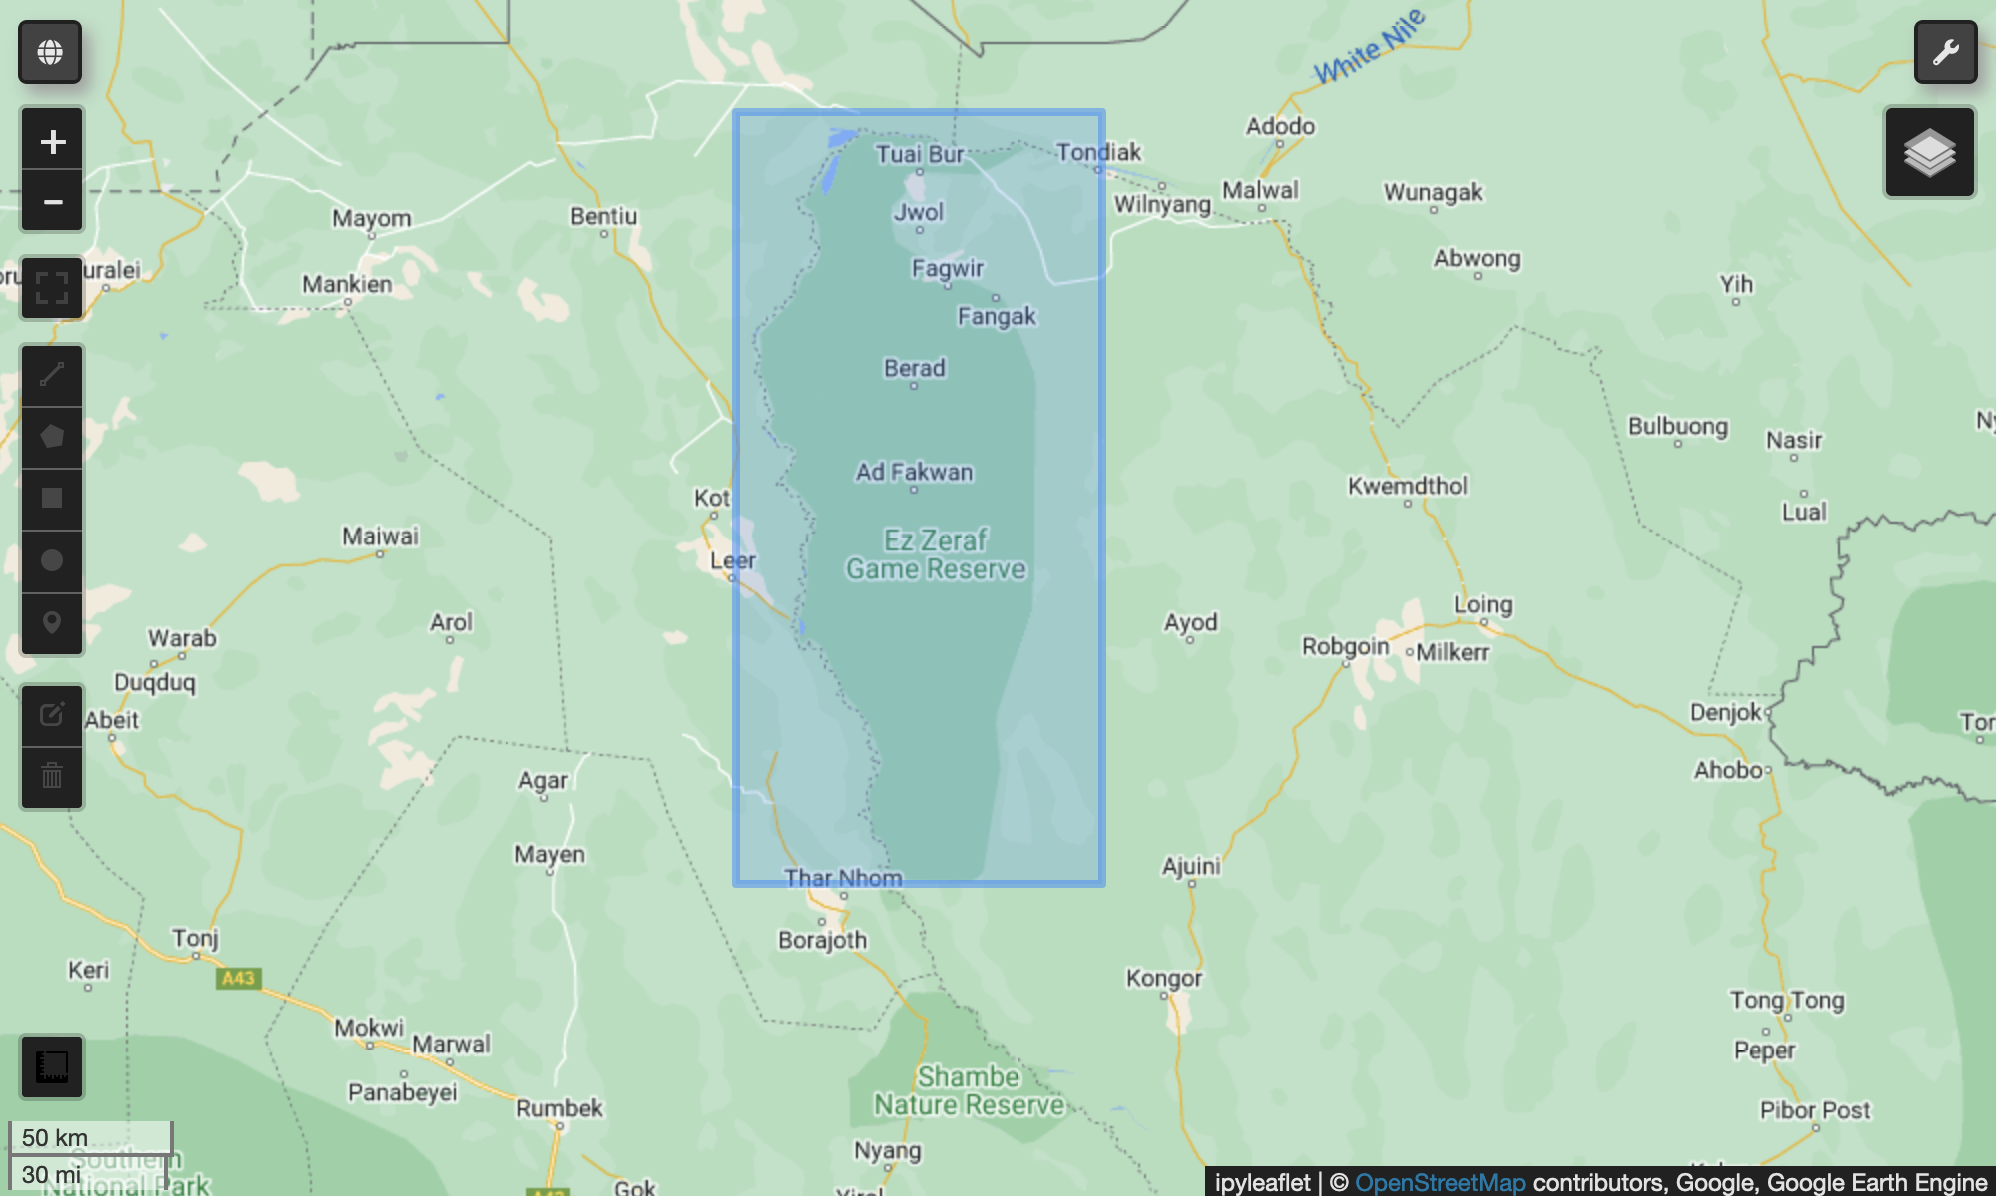 White Nile
Adodo
Tuai Bur
Tondiak
Malwal
Wunagak
Wilnyang
Mayom
Bentiu
Jwol
Abwong
uralei
Mankien
Fagwir
Yih
Fangak
Berad
Bulbuong
Nasir
Ad Fakwan
Kwemdthol
Kot
Lual
Maiwai
Ez Zeraf
Game Reserve
Leer
Loing
Arol
Ayod
Warab
Robgoin
Milkerr
Duqduq
Abeit
Denjok
Agar
Ahobo
Mayen
Ajuini
Thar Nhom
Tonj
Borajoth
Keri
A43
Kongor
Tong Tong
Mokwi
Marwal
Peper
Panabeyei
Shambe
Nature Reserve
Rumbek
Pibor Post
50 km
Southern
National Park
30 mi
Nyang
Gok
ipyleaflet | © OpenStreetMap contributors, Google, Google Earth Engine